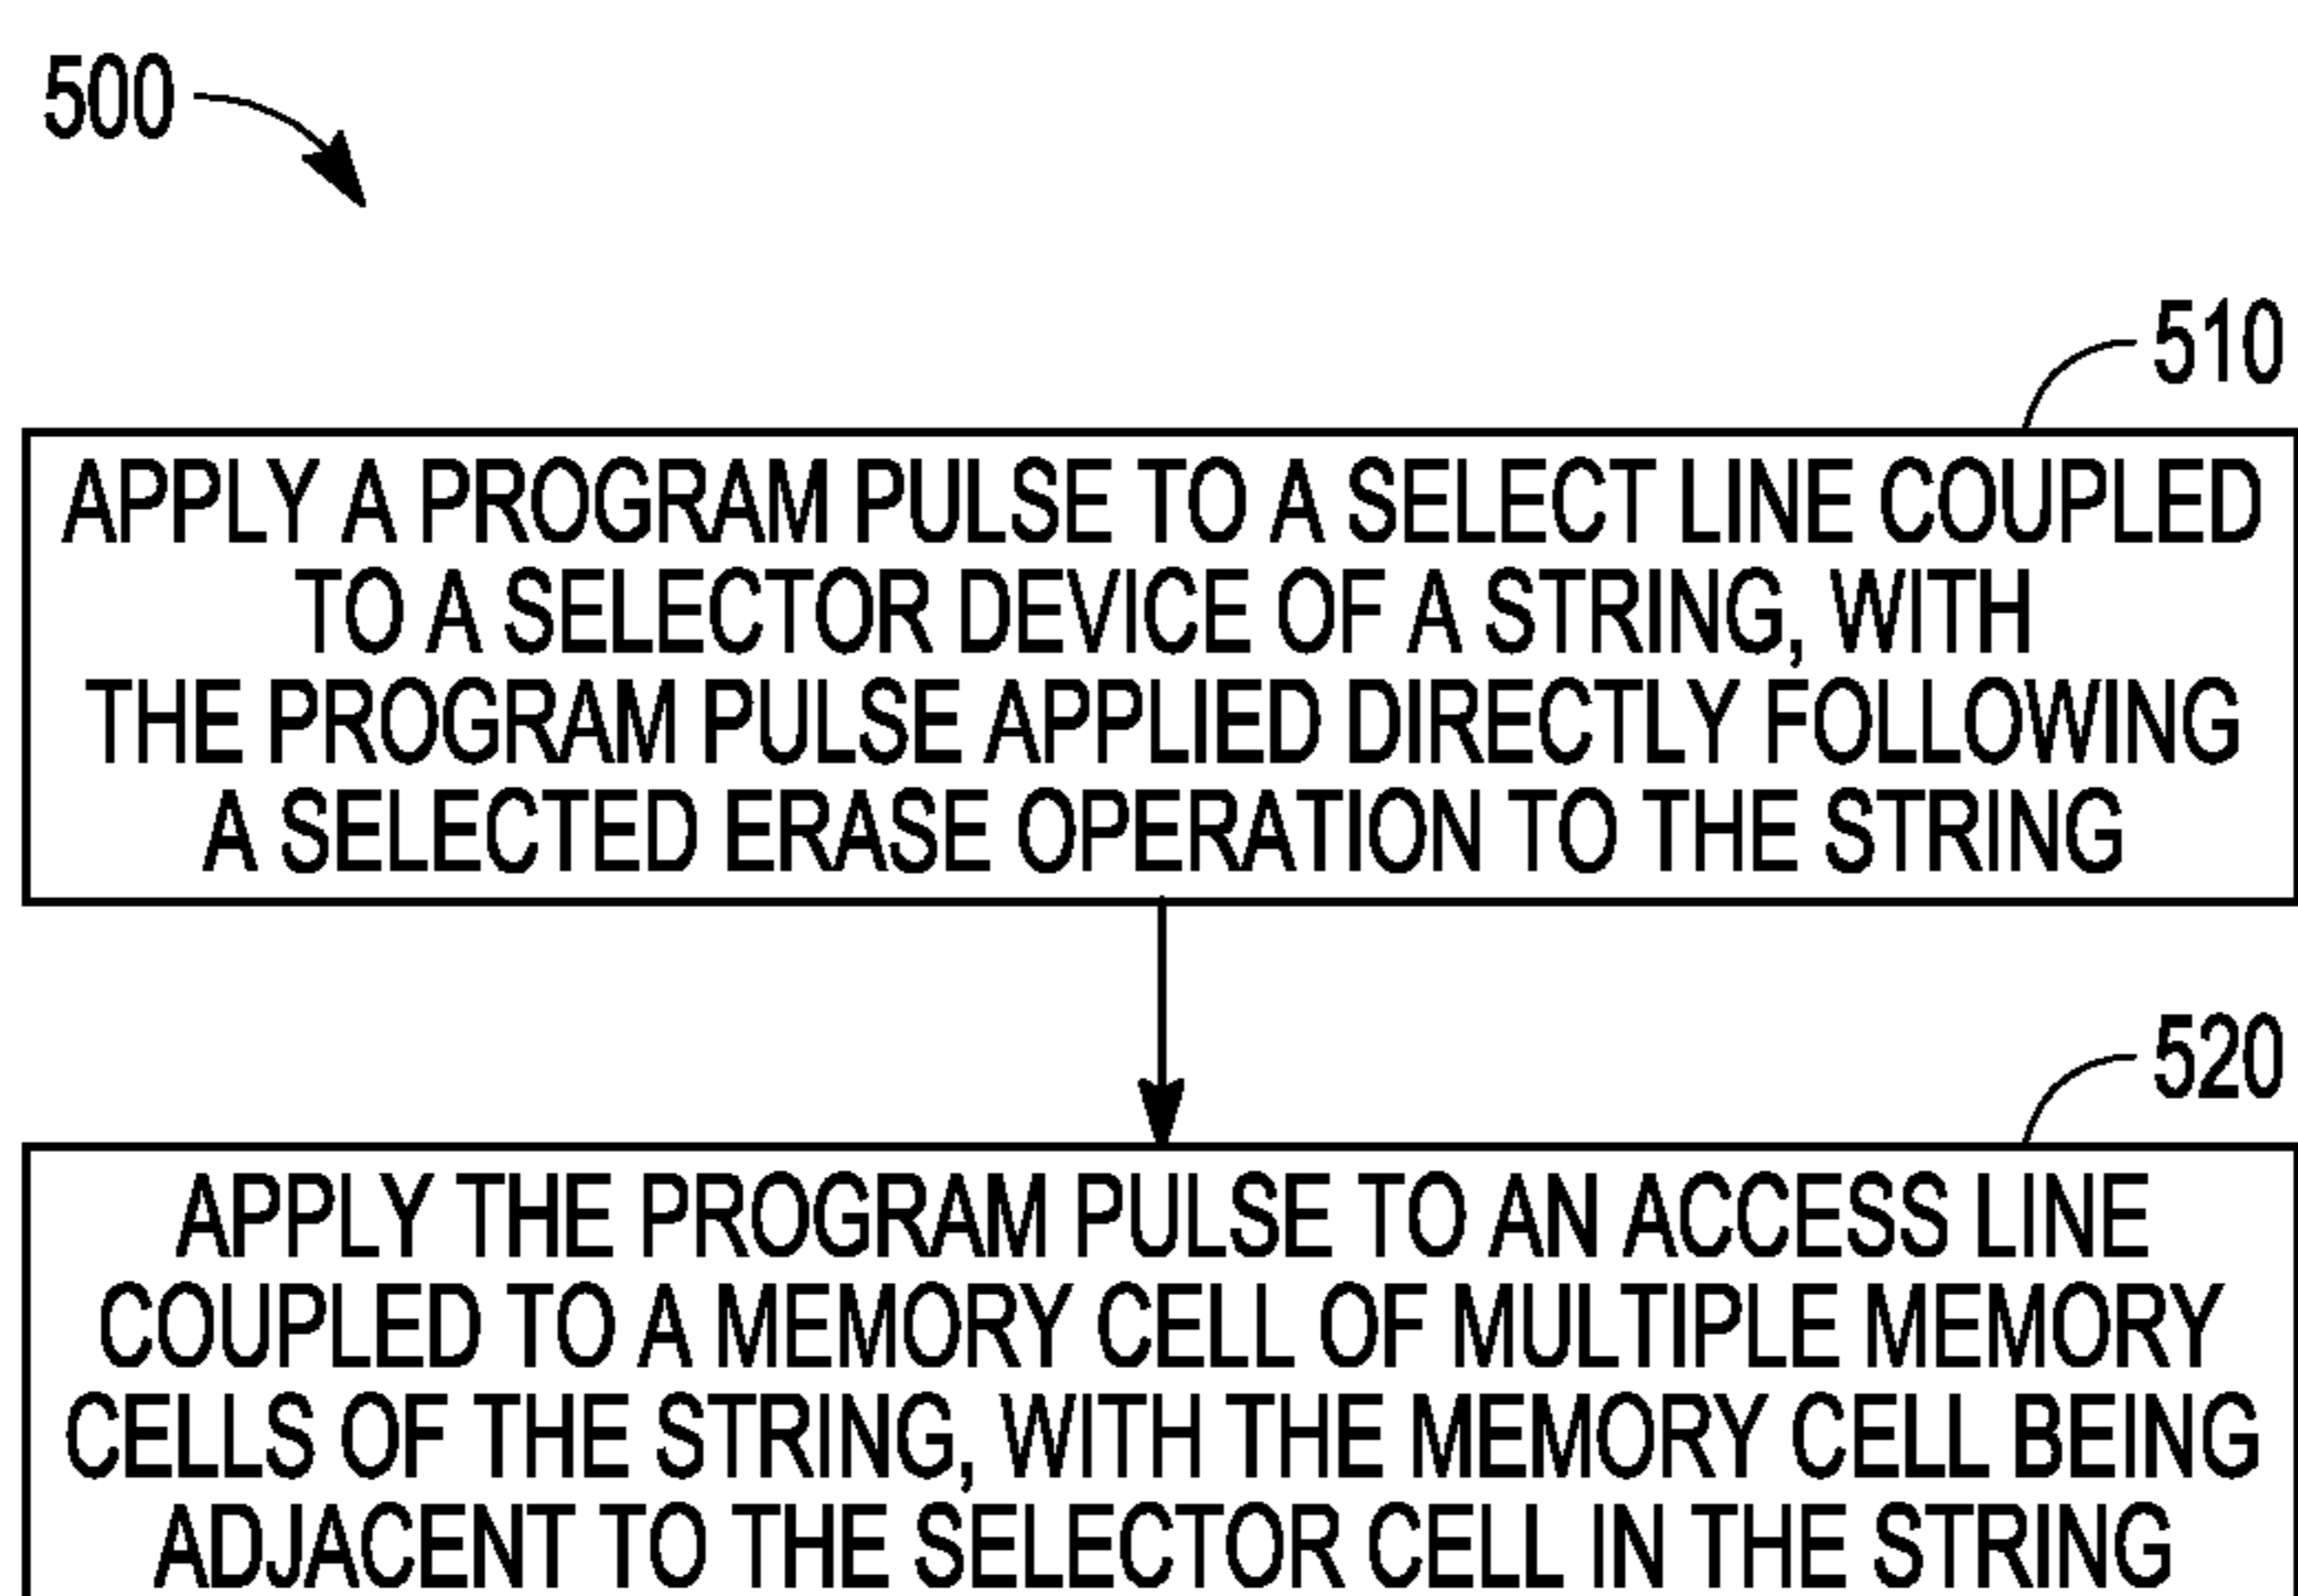 500
510
APPLY A PROGRAM PULSE TO A SELECT LINE COUPLED
TO A SELECTOR DEVICE OF A STRING, WITH
THE PROGRAM PULSE APPLIED DIRECTLY FOLLOWING
A SELECTED ERASE OPERATION TO THE STRING
520
APPLY THE PROGRAM PULSE TO AN ACCESS LINE
COUPLED TO A MEMORY CELL OF MULTIPLE MEMORY
CELLS OF THE STRING, WITH THE MEMORY CELL BEING
ADJACENT TO THE SELECTOR CELL IN THE STRING